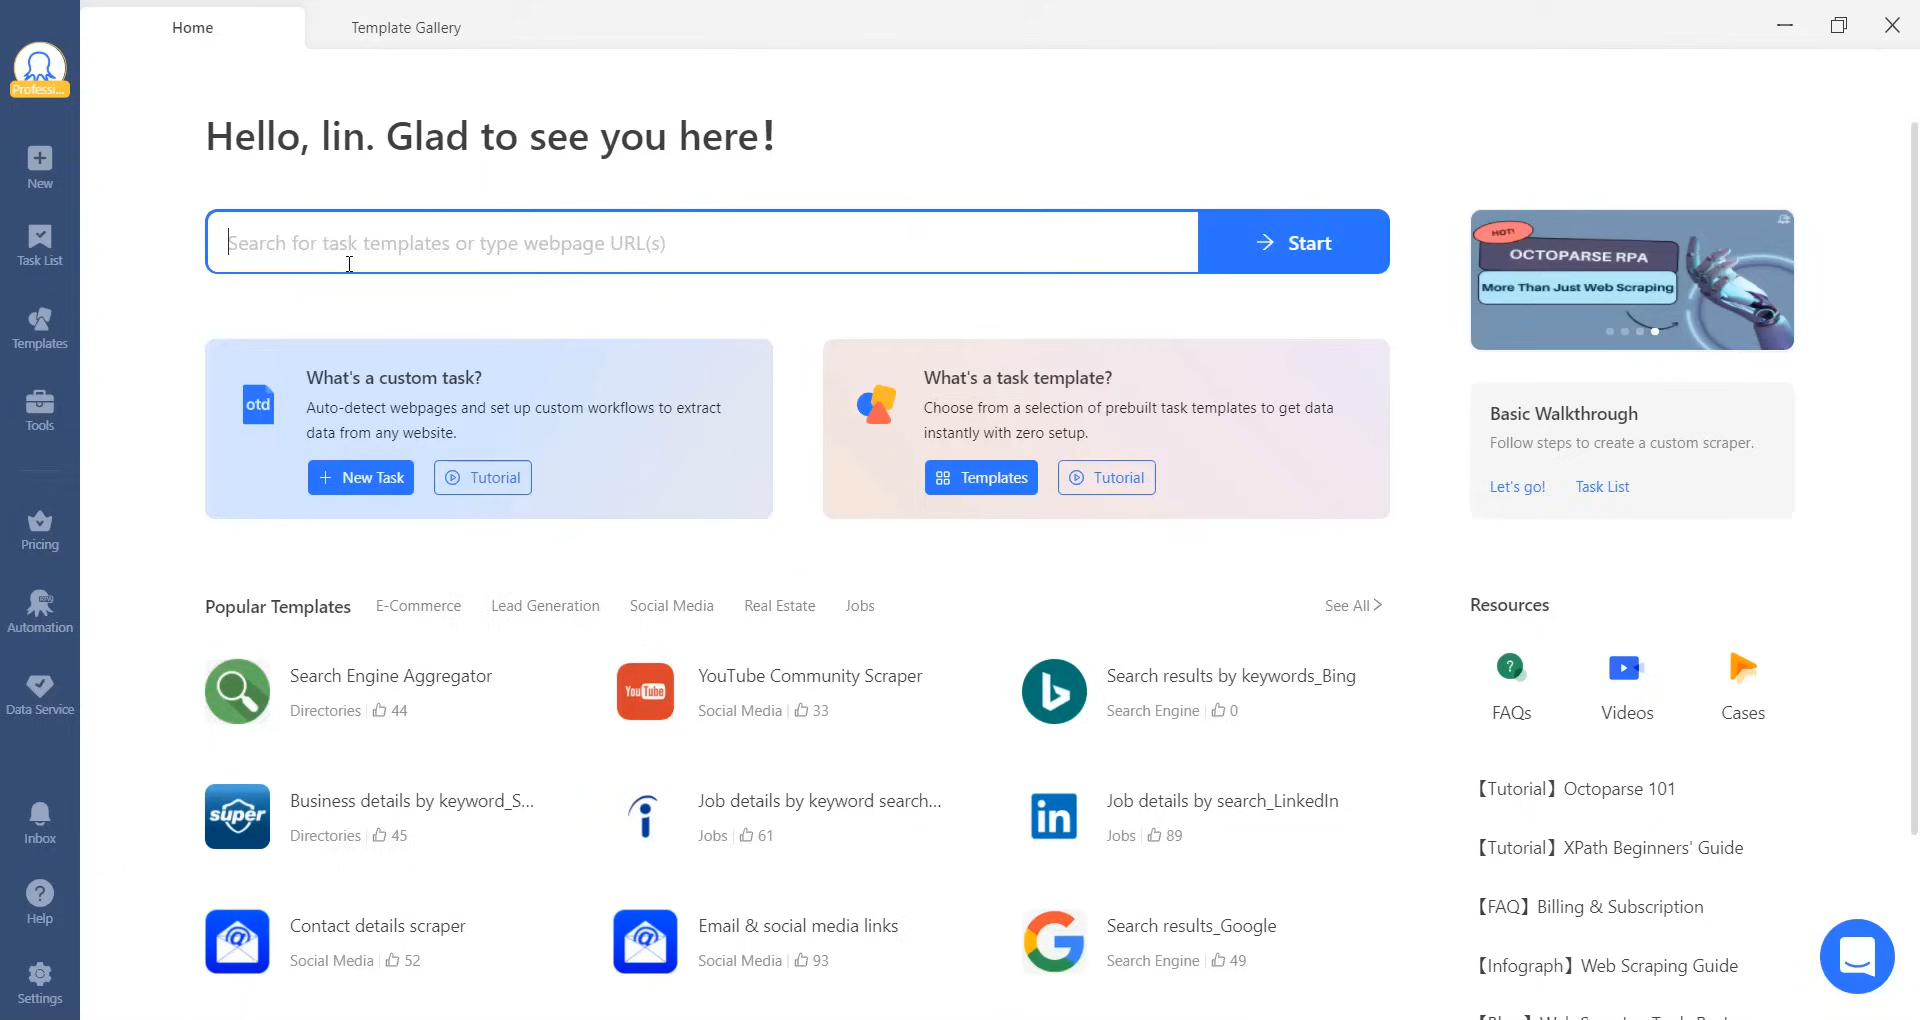 Home
Template Gallery
Professi...
New
Task List
Templates
Tools
Pricing
Automation
Data Service
Inbox
Help
Settings
Hello, lin. Glad to see you here!
Search for task templates or type webpage URL(s)
Start
What's a custom task?
otd
Auto-detect webpages and set up custom workflows to extract
data from any website.
New Task
Tutorial
What's a task template?
Choose from a selection of prebuilt task templates to get data
instantly with zero setup.
Templates
Tutorial
HOT!
OCTOPARSE RPA
More Than Just Web Scraping
Basic Walkthrough
Follow steps to create a custom scraper.
Let's go!
Task List
Popular Templates
E-Commerce
Lead Generation
Social Media
Real Estate
Jobs
See All
Search Engine Aggregator
Directories 44
YouTube
YouTube Community Scraper
Social Media 33
Search results by keywords_Bing
Search Engine 0
super
Business details by keyword_S...
Directories 45
Job details by keyword search...
Jobs 61
in
Job details by search_LinkedIn
Jobs 89
Contact details scraper
Social Media 52
Email & social media links
Social Media 93
Search results_Google
Search Engine 49
Resources
FAQs
Videos
Cases
【Tutorial】Octoparse 101
【Tutorial】XPath Beginners' Guide
【FAQ】Billing & Subscription
【Infograph】Web Scraping Guide